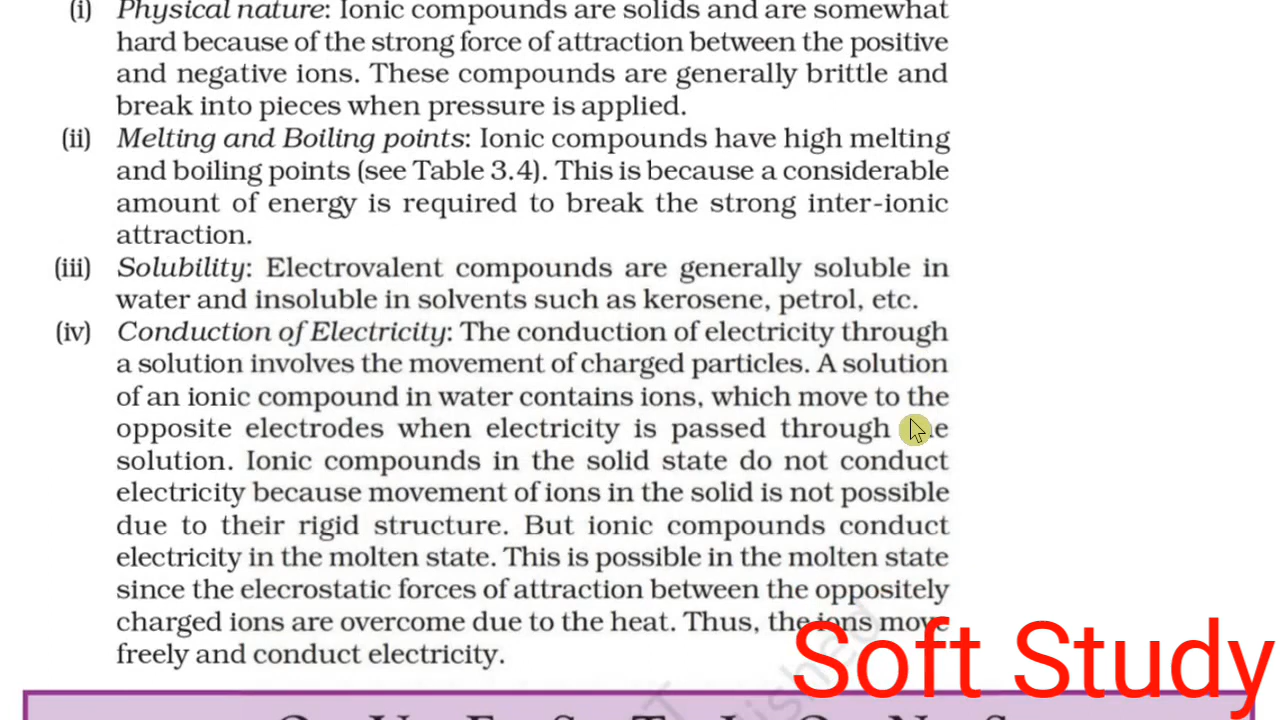 (i) Physical nature: Ionic compounds are solids and are somewhat
hard because of the strong force of attraction between the positive
and negative ions. These compounds are generally brittle and
break into pieces when pressure is applied.
(ii) Melting and Boiling points: Ionic compounds have high melting
and boiling points (see Table 3.4). This is because a considerable
amount of energy is required to break the strong inter-ionic
attraction.
(iii) Solubility: Electrovalent compounds are generally soluble in
water and insoluble in solvents such as kerosene, petrol, etc.
(iv) Conduction of Electricity: The conduction of electricity through
a solution involves the movement of charged particles. A solution
of an ionic compound in water contains ions, which move to the
opposite electrodes when electricity is passed through the
solution. Ionic compounds in the solid state do not conduct
electricity because movement of ions in the solid is not possible
due to their rigid structure. But ionic compounds conduct
electricity in the molten state. This is possible in the molten state
since the elecrostatic forces of attraction between the oppositely
charged ions are overcome due to the heat. Thus, the ions move
freely and conduct electricity.
Soft Study
QUESTIONS